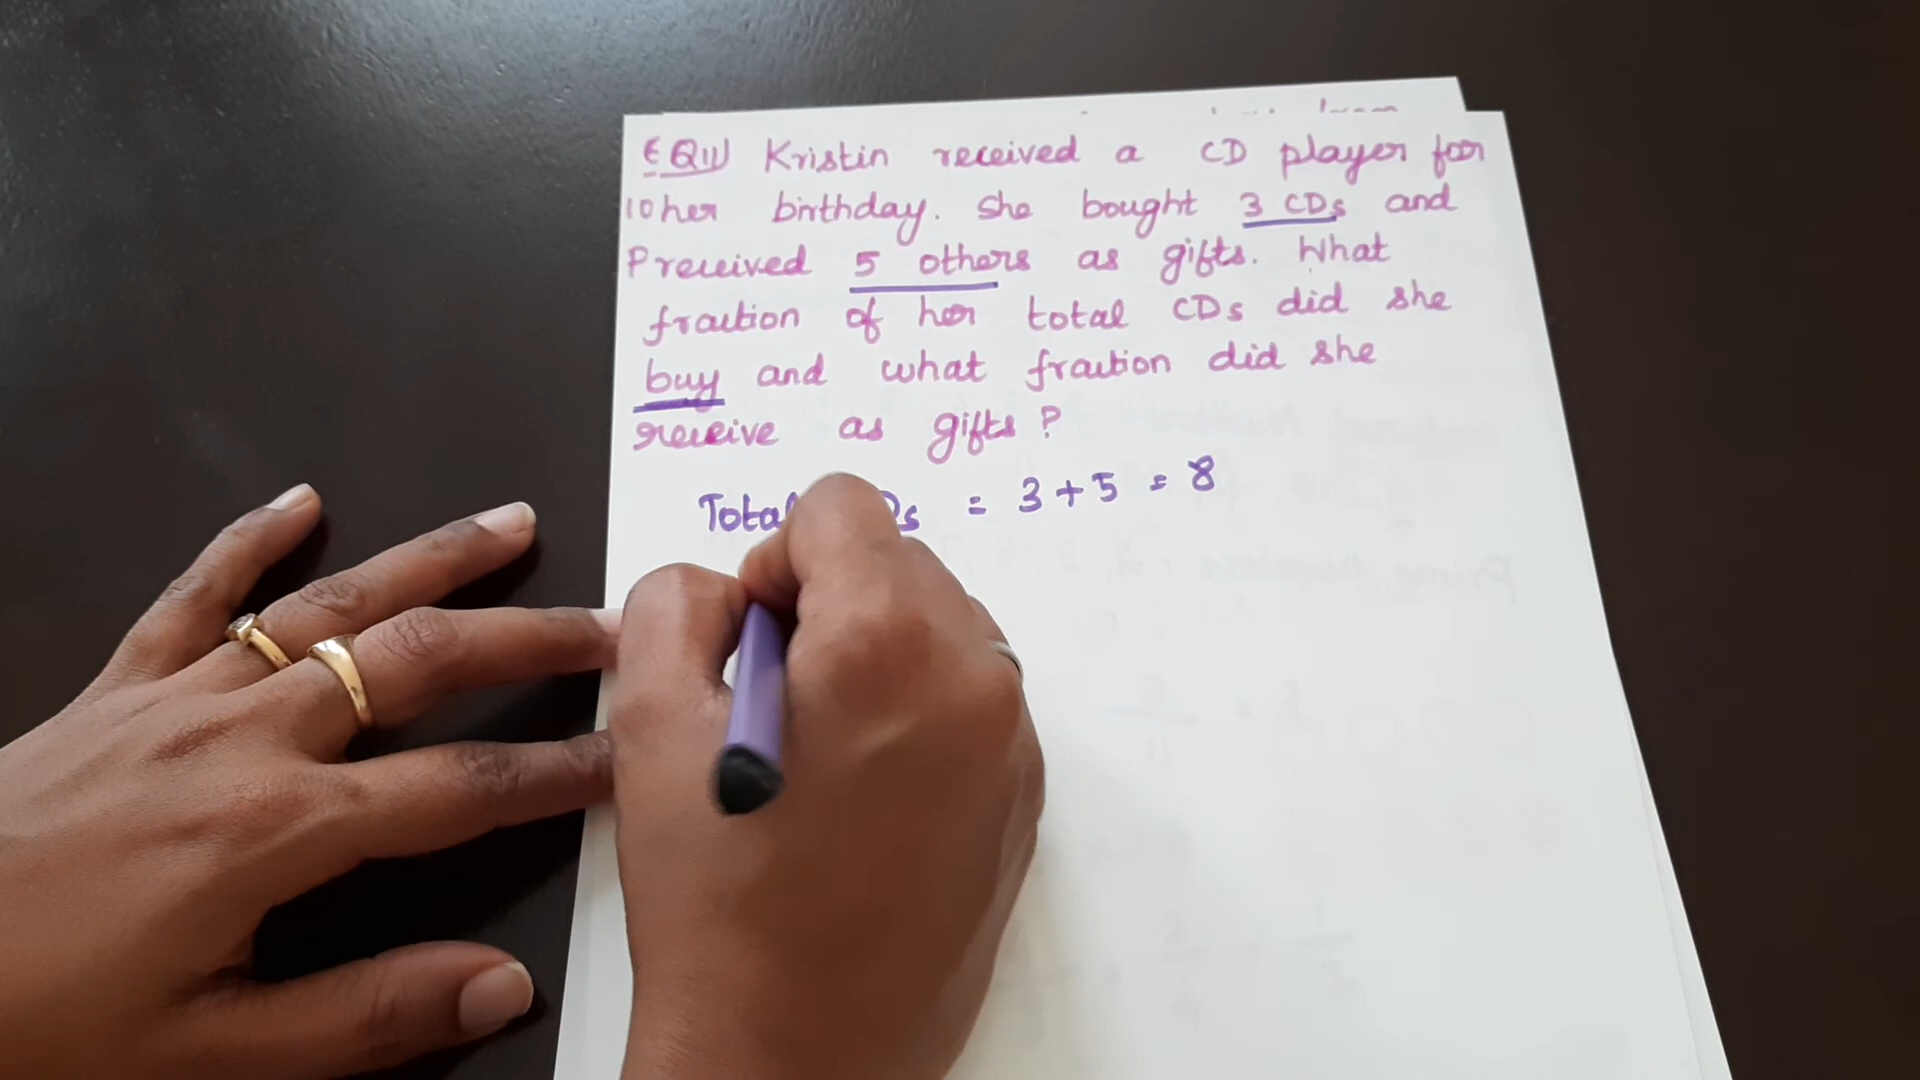 Q11) Kristin received a CD player for
her birthday. She bought 3 CDs and
received 5 others as gifts. What
fraction of her total CDs did she
buy and what fraction did she
receive as gifts?
Total = 3+5 = 8